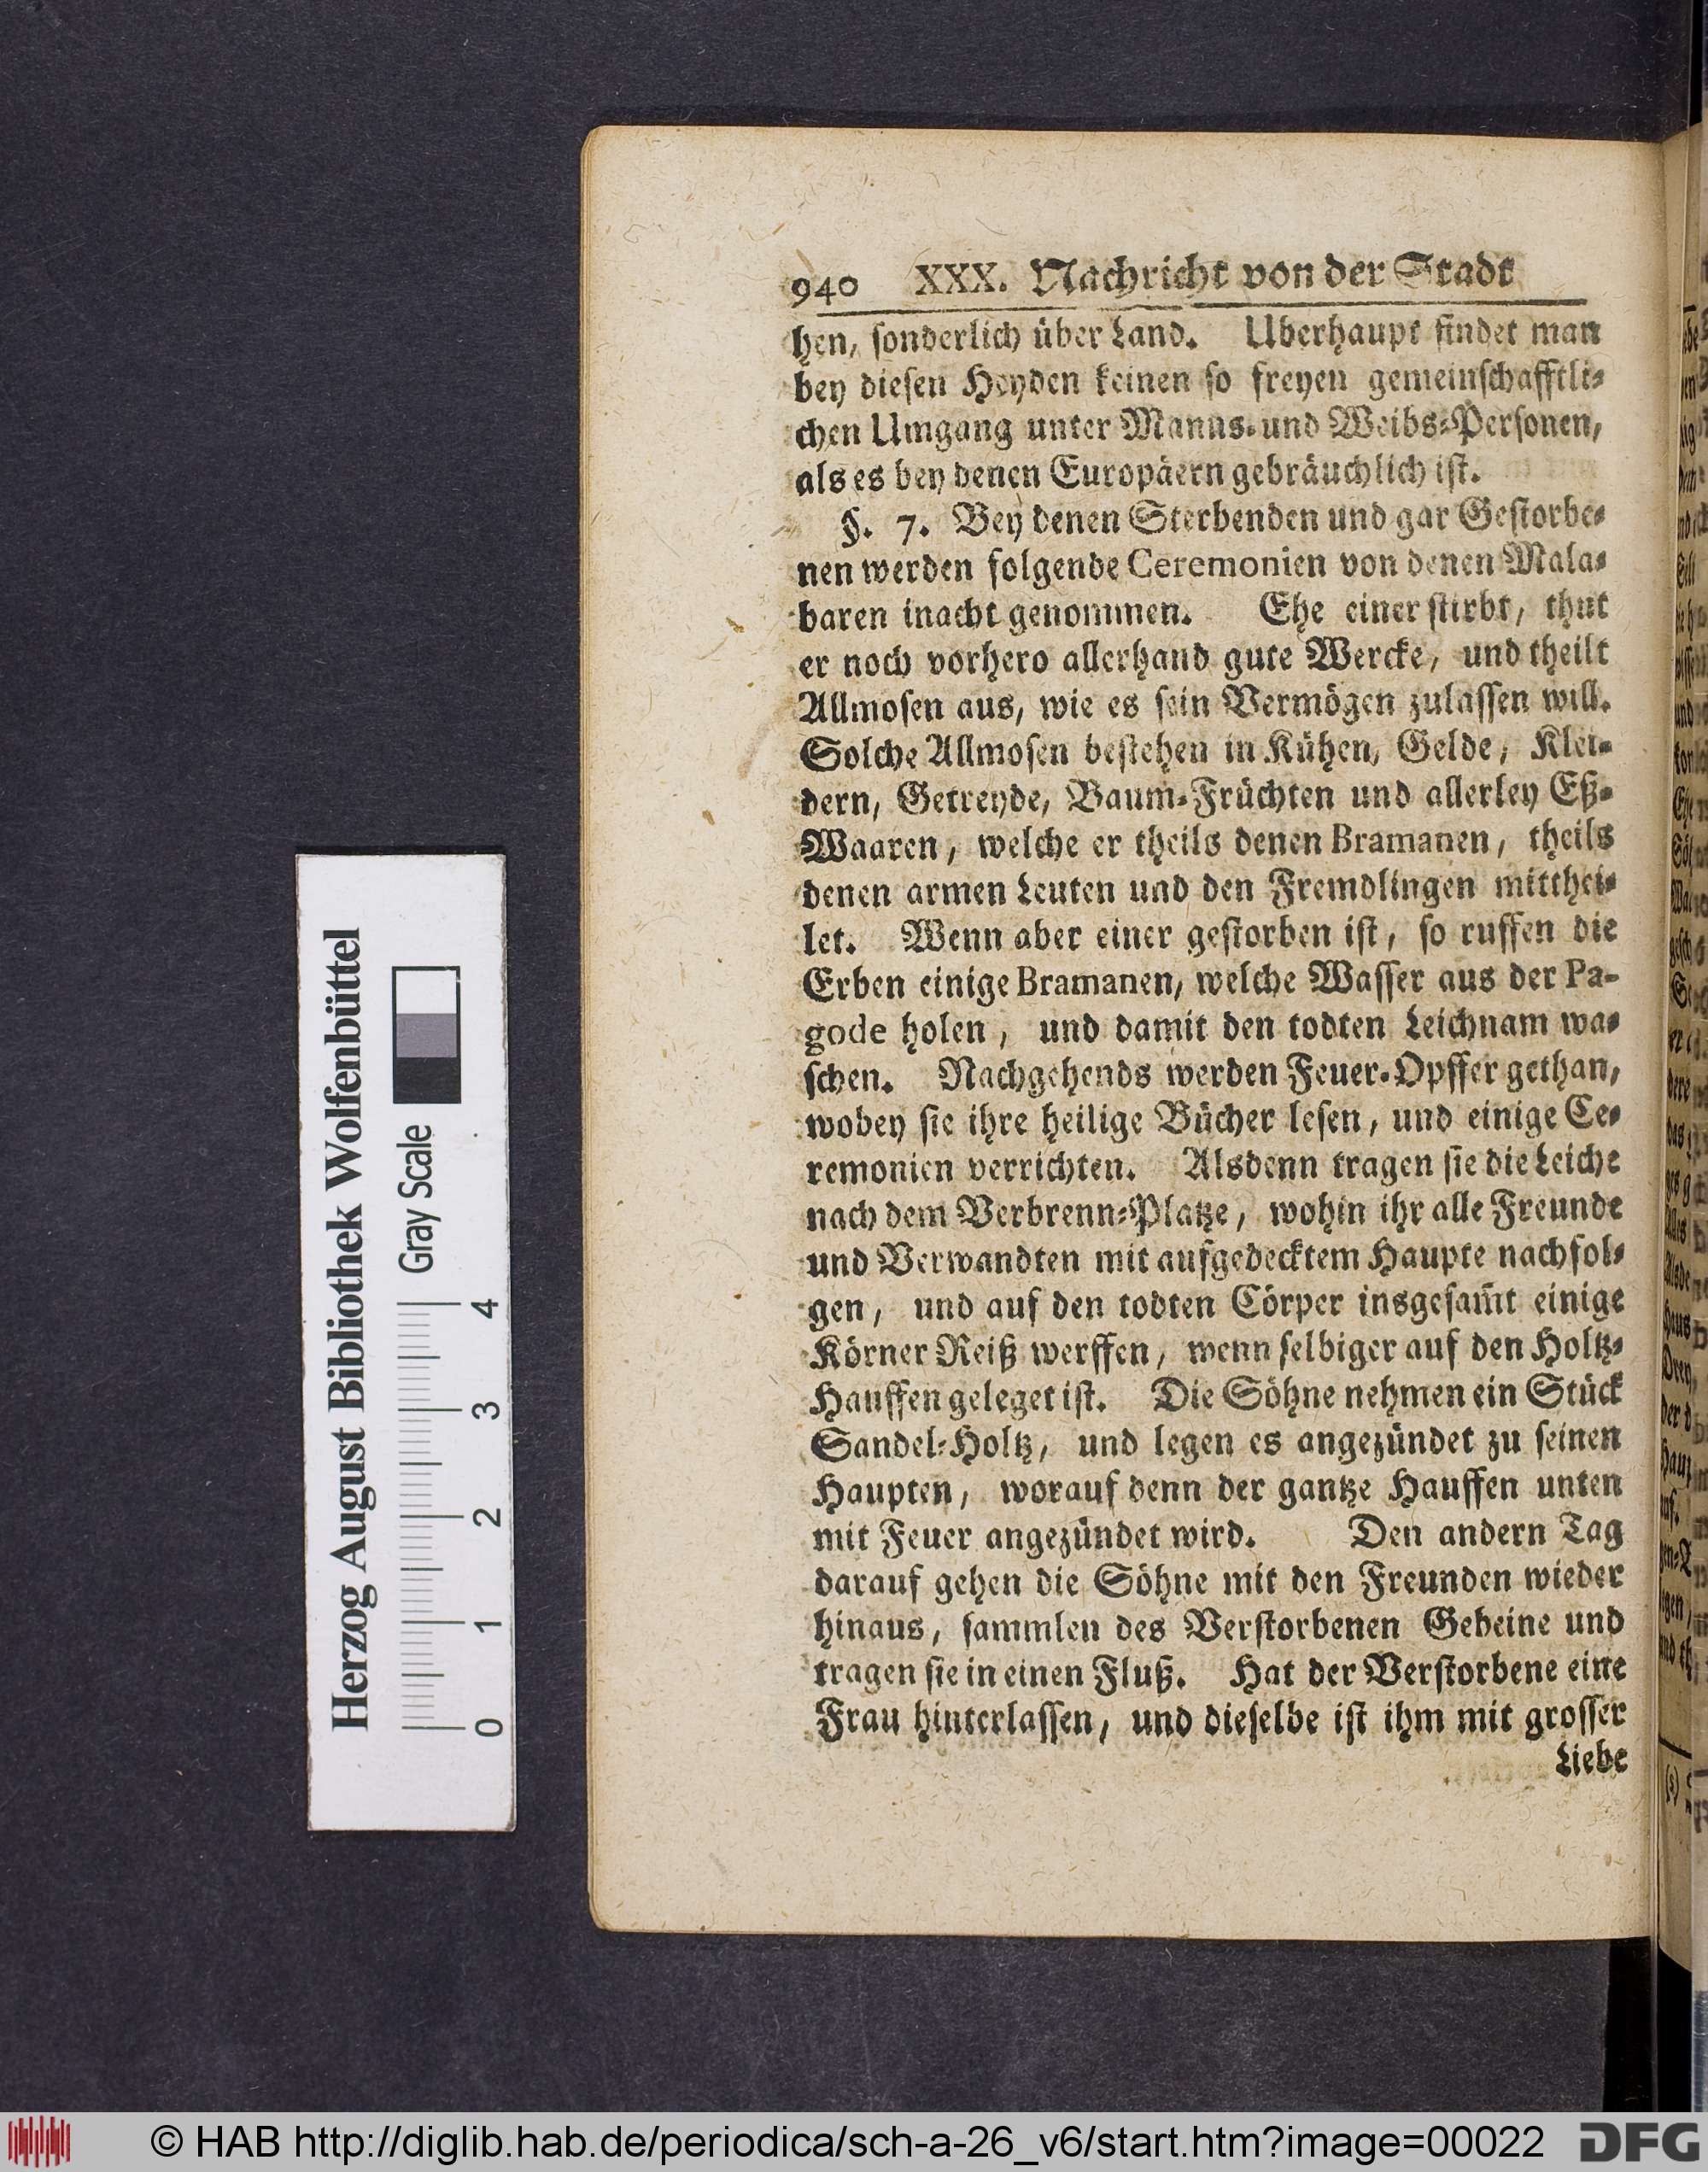 940 XXX. Nachricht von der Stadt
hen, sonderlich über Land. Uberhaupt findet man
bey diesen Heyden keinen so freyen gemeinschafftli-
chen Umgang unter Manns- und Weibs-Personen,
als es bey denen Europäern gebräuchlich ist.
§. 7. Bey denen Sterbenden und gar Gestorbe-
nen werden folgende Ceremonien von denen Mala-
baren inacht genommen. Ehe einer stirbt, thut
er noch vorhero allerhand gute Wercke, und theilt
Allmosen aus, wie es sein Vermögen zulassen will.
Solche Allmosen bestehen in Kühen, Gelde, Klei-
dern, Getreyde, Baum-Früchten und allerley Eß-
Waaren, welche er theils denen Bramanen, theils
denen armen Leuten und den Fremdlingen mitthei-
let. Wenn aber einer gestorben ist, so ruffen die
Erben einige Bramanen, welche Wasser aus der Pa-
gode holen, und damit den todten Leichnam wa-
schen. Nachgehends werden Feuer-Opffer gethan,
wobey sie ihre heilige Bücher lesen, und einige Ce-
remonien verrichten. Alsdenn tragen sie die Leiche
nach dem Verbrenn-Platze, wohin ihr alle Freunde
und Verwandten mit aufgedecktem Haupte nachfol-
gen, und auf den todten Cörper insgesam̃t einige
Körner Reiß werffen, wenn selbiger auf den Holtz-
Hauffen geleget ist. Die Söhne nehmen ein Stück
Sandel-Holtz, und legen es angezündet zu seinen
Haupten, worauf denn der gantze Hauffen unten
mit Feuer angezündet wird. Den andern Tag
darauf gehen die Söhne mit den Freunden wieder
hinaus, sammlen des Verstorbenen Gebeine und
tragen sie in einen Fluß. Hat der Verstorbene eine
Frau hinterlassen, und dieselbe ist ihm mit grosser
Liebe
Herzog August Bibliothek Wolfenbüttel
Gray Scale
0 1 2 3 4
© HAB http://diglib.hab.de/periodica/sch-a-26_v6/start.htm?image=00022
DFG